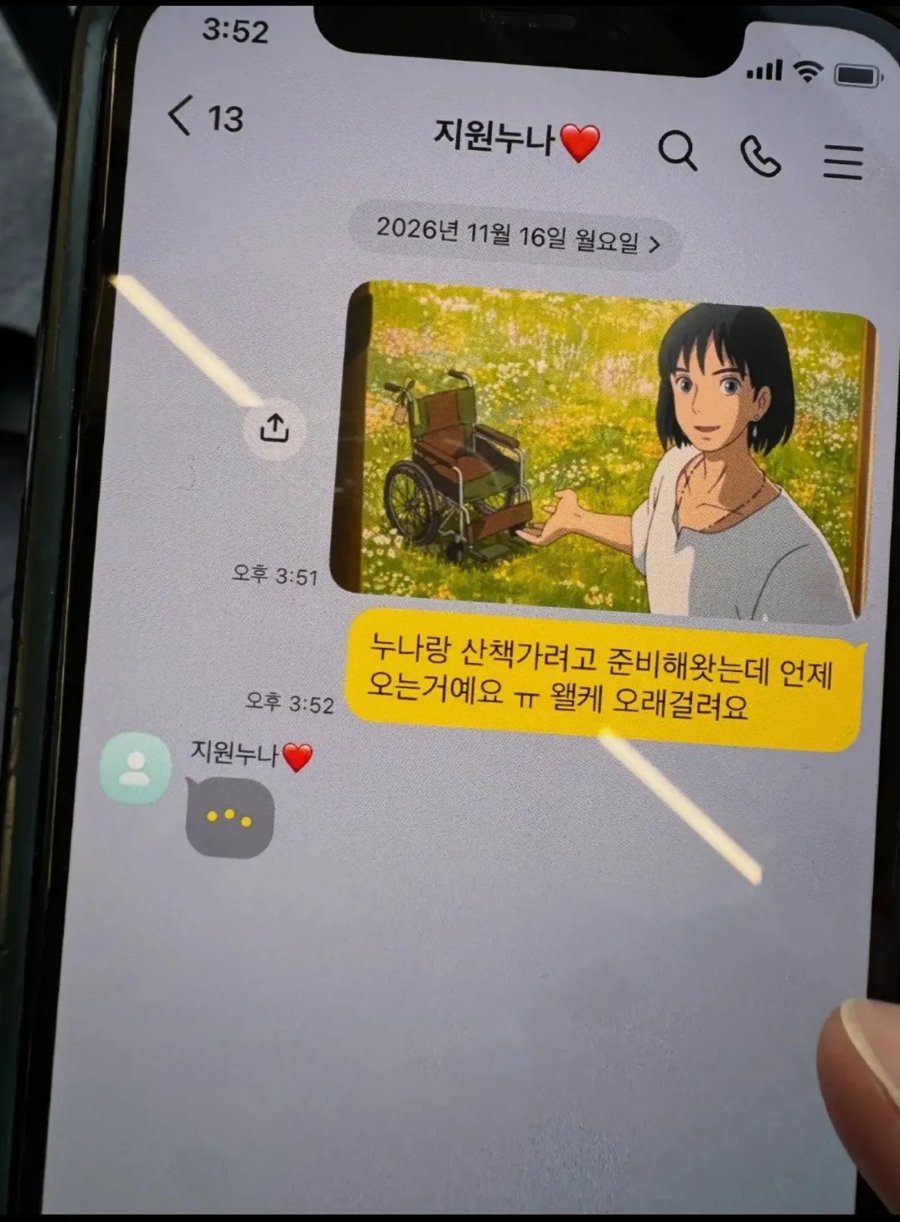 3:52
13
지원누나❤️
2026년 11월 16일 월요일 >
오후 3:51
누나랑 산책가려고 준비해왓는데 언제
오는거예요 ㅠ 왤케 오래걸려요
오후 3:52
지원누나❤️